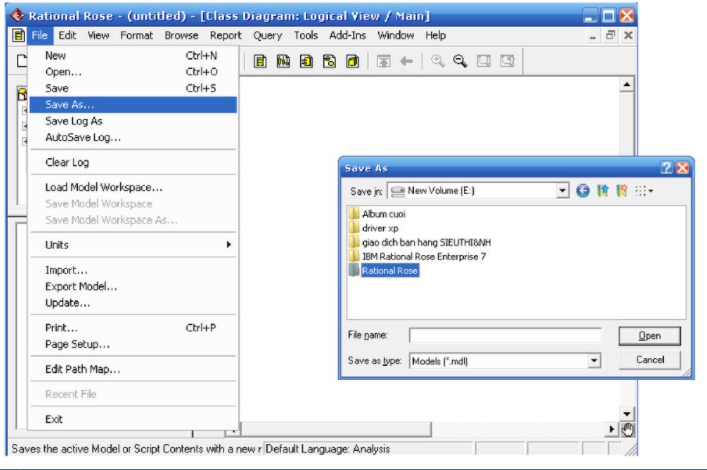 Rational Rose - (untitled) - [Class Diagram: Logical View / Main]
File Edit View Format Browse Report Query Tools Add-Ins Window Help
New Ctrl+N
Open... Ctrl+O
Save Ctrl+S
Save As...
Save Log As
AutoSave Log...
Clear Log
Load Model Workspace...
Save Model Workspace
Save Model Workspace As...
Units
Import...
Export Model...
Update...
Print... Ctrl+P
Page Setup...
Edit Path Map...
Recent File
Exit
Save As
Save in: New Volume (E:)
Album cuoi
driver xp
giao dich ban hang SIEUTHI&NH
IBM Rational Rose Enterprise 7
Rational Rose
File name: Open
Save as type: Models (*.mdl) Cancel
Saves the active Model or Script Contents with a new r Default Language: Analysis